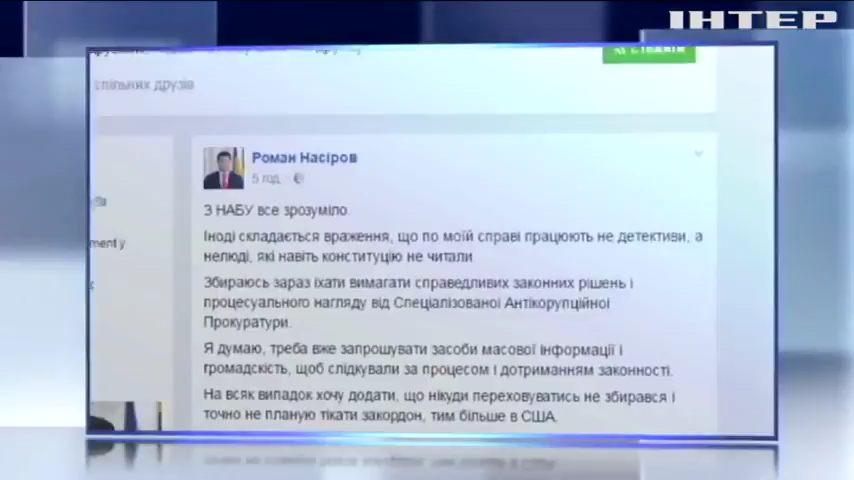 ІНТЕР
спільних друзів
Роман Насіров
5 год.
З НАБУ все зрозуміло.
Іноді складається враження, що по моїй справі працюють не детективи, а
нелюді, які навіть конституцію не читали
ment у
Збираюсь зараз їхати вимагати справедливих законних рішень і
процесуального нагляду від Спеціалізованої Антікорупційної
Прокуратури.
Я думаю, треба вже запрошувати засоби масової інформації і
громадскість, щоб слідкували за процесом і дотриманням законності.
На всяк випадок хочу додати, що нікуди переховуватись не збирався і
точно не планую тікати закордон, тим більше в США.